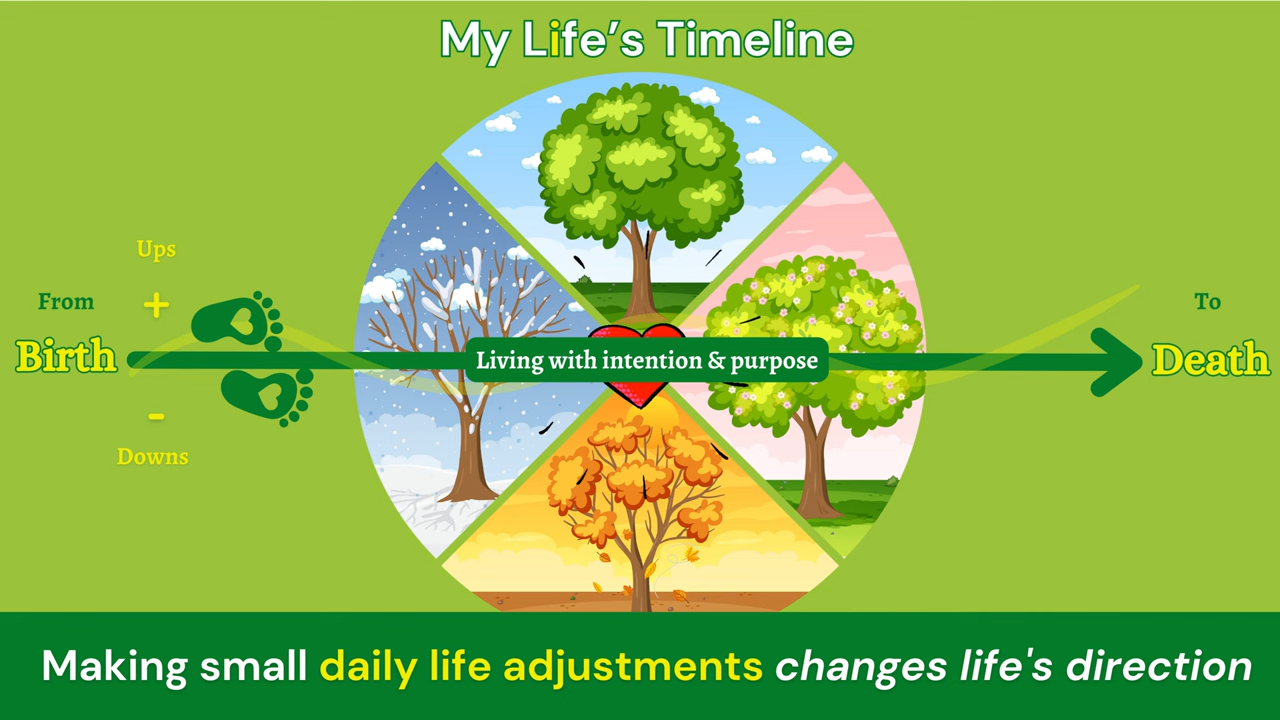 My Life’s Timeline
Ups
+
From
Birth
-
Downs
Living with intention & purpose
To
Death
Making small daily life adjustments changes life's direction